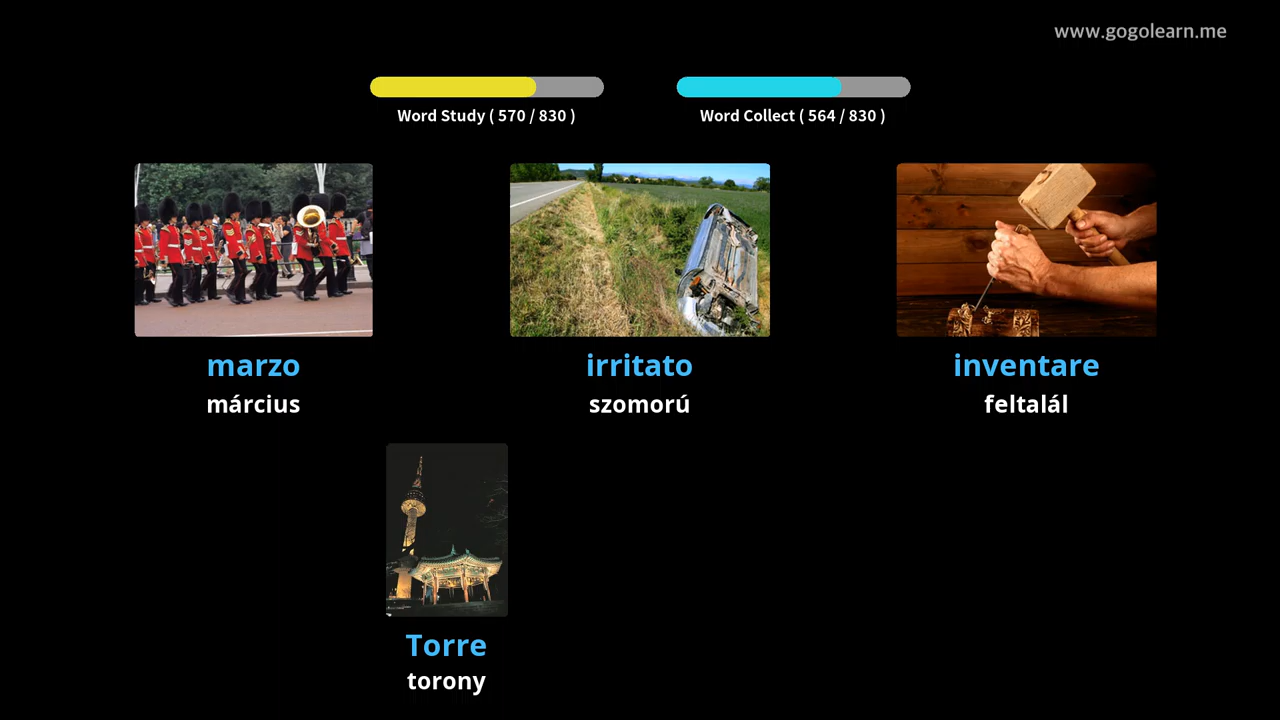 www.gogolearn.me
Word Study ( 570 / 830 )
Word Collect ( 564 / 830 )
marzo
március
irritato
szomorú
inventare
feltalál
Torre
torony